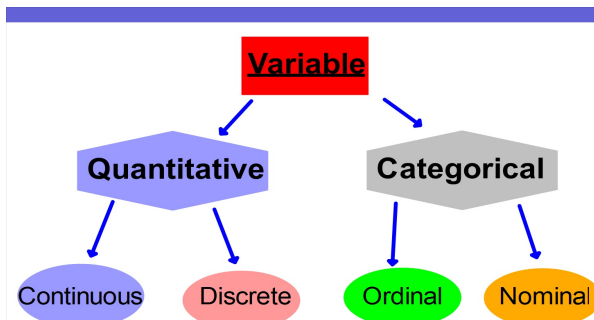 Variable
Quantitative
Categorical
Continuous
Discrete
Ordinal
Nominal